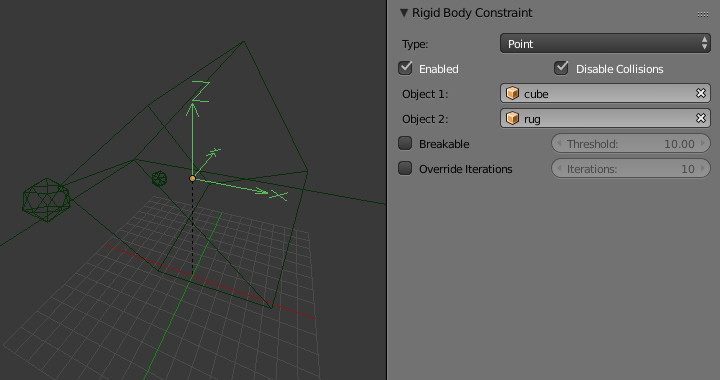 Rigid Body Constraint
Type: Point
Enabled Disable Collisions
Object 1: cube
Object 2: rug
Breakable Threshold: 10.00
Override Iterations Iterations: 10
Z
Y
X